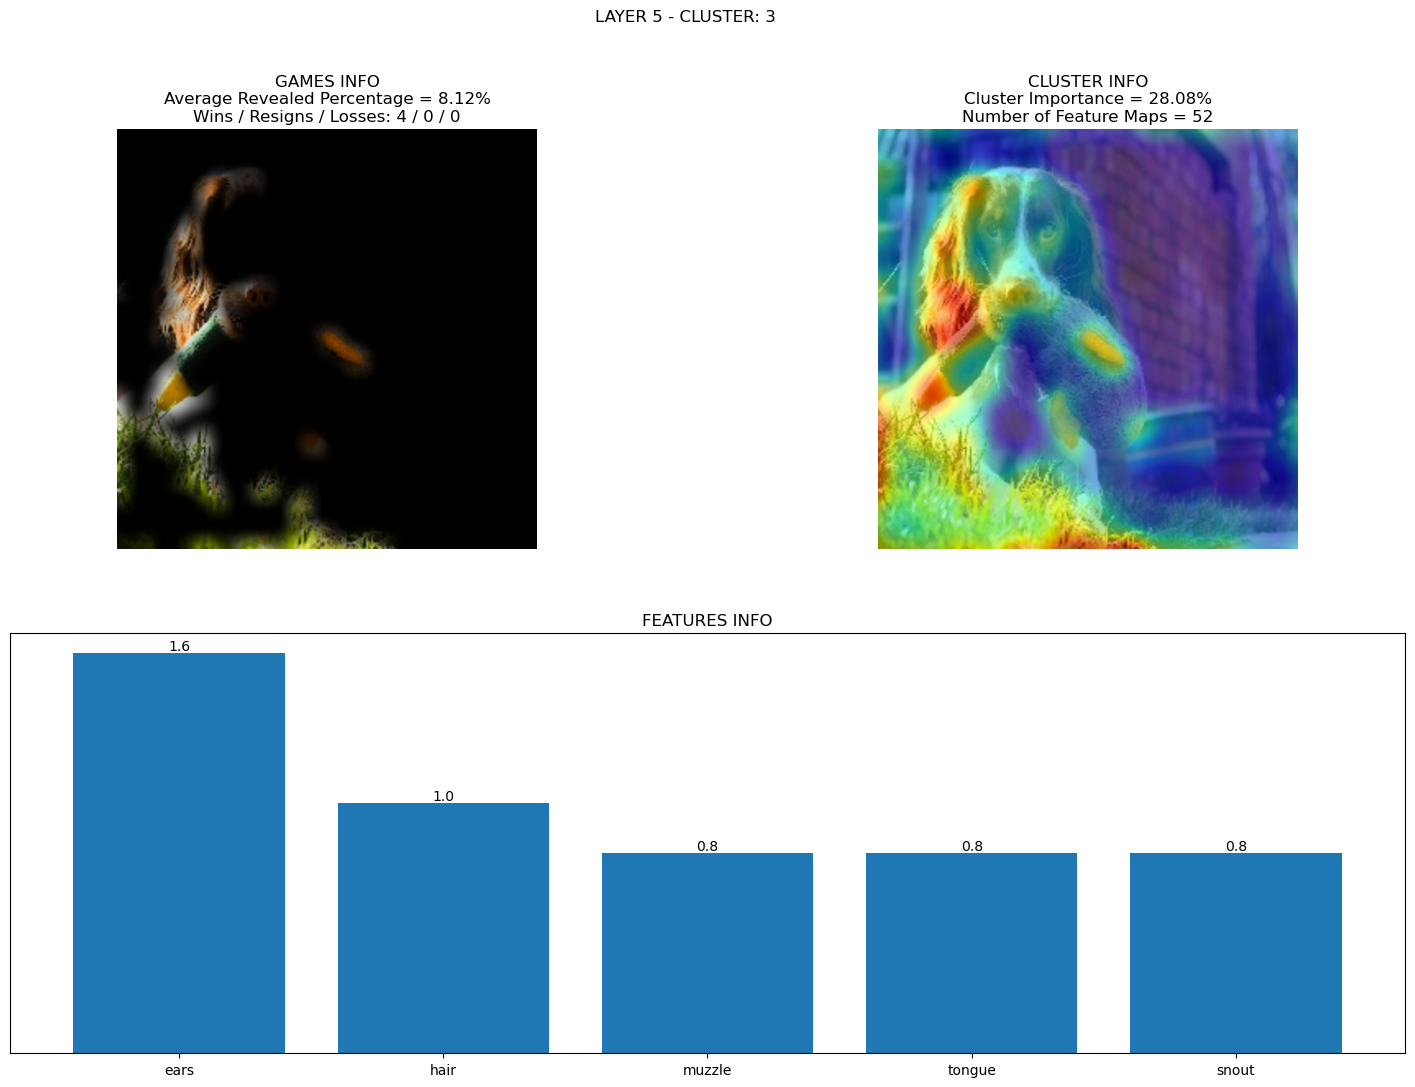 LAYER 5 - CLUSTER: 3
GAMES INFO
Average Revealed Percentage = 8.12%
Wins / Resigns / Losses: 4 / 0 / 0
CLUSTER INFO
Cluster Importance = 28.08%
Number of Feature Maps = 52
FEATURES INFO
1.6
1.0
0.8
0.8
0.8
ears
hair
muzzle
tongue
snout